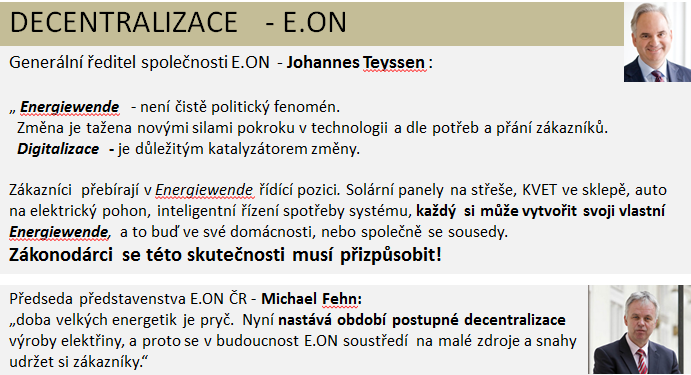 DECENTRALIZACE - E.ON
Generální ředitel společnosti E.ON - Johannes Teyssen :
„ Energiewende - není čistě politický fenomén.
Změna je tažena novými silami pokroku v technologii a dle potřeb a přání zákazníků.
Digitalizace - je důležitým katalyzátorem změny.
Zákazníci přebírají v Energiewende řídící pozici. Solární panely na střeše, KVET ve sklepě, auto
na elektrický pohon, inteligentní řízení spotřeby systému, každý si může vytvořit svoji vlastní
Energiewende, a to buď ve své domácnosti, nebo společně se sousedy.
Zákonodárci se této skutečnosti musí přizpůsobit!
Předseda představenstva E.ON ČR - Michael Fehn:
„doba velkých energetik je pryč. Nyní nastává období postupné decentralizace
výroby elektřiny, a proto se v budoucnost E.ON soustředí na malé zdroje a snahy
udržet si zákazníky.“